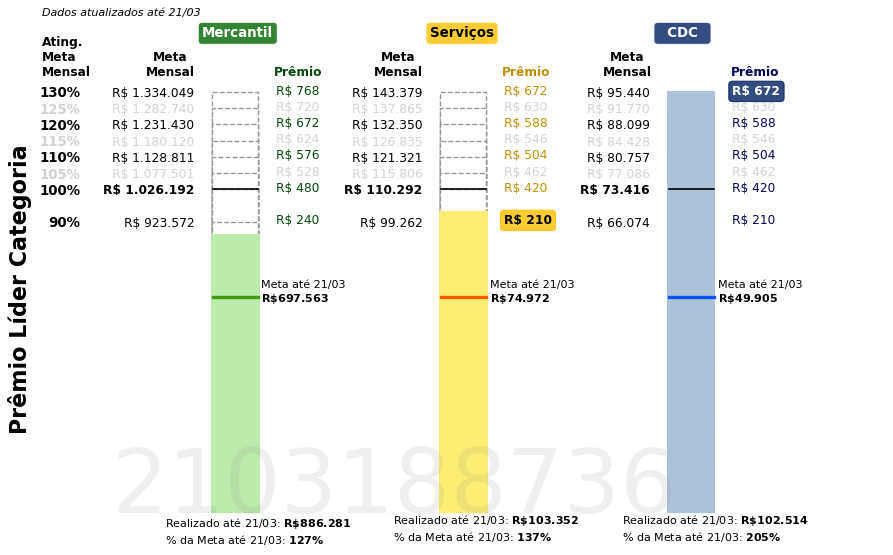 Dados atualizados até 21/03
Mercantil Serviços CDC
Ating. Meta Mensal Meta Mensal Prêmio Meta Mensal Prêmio Meta Mensal Prêmio
130% R$ 1.334.049 R$ 768 R$ 143.379 R$ 672 R$ 95.440 R$ 672
125% R$ 1.282.740 R$ 720 R$ 137.865 R$ 630 R$ 91.770 R$ 630
120% R$ 1.231.430 R$ 672 R$ 132.350 R$ 588 R$ 88.099 R$ 588
115% R$ 1.180.120 R$ 624 R$ 126.835 R$ 546 R$ 84.428 R$ 546
110% R$ 1.128.811 R$ 576 R$ 121.321 R$ 504 R$ 80.757 R$ 504
105% R$ 1.077.501 R$ 528 R$ 115.806 R$ 462 R$ 77.086 R$ 462
100% R$ 1.026.192 R$ 480 R$ 110.292 R$ 420 R$ 73.416 R$ 420
90% R$ 923.572 R$ 240 R$ 99.262 R$ 210 R$ 66.074 R$ 210
Meta até 21/03 Meta até 21/03 Meta até 21/03
R$697.563 R$74.972 R$49.905
Prêmio Líder Categoria
2103188736
Realizado até 21/03: R$886.281 Realizado até 21/03: R$103.352 Realizado até 21/03: R$102.514
% da Meta até 21/03: 127% % da Meta até 21/03: 137% % da Meta até 21/03: 205%